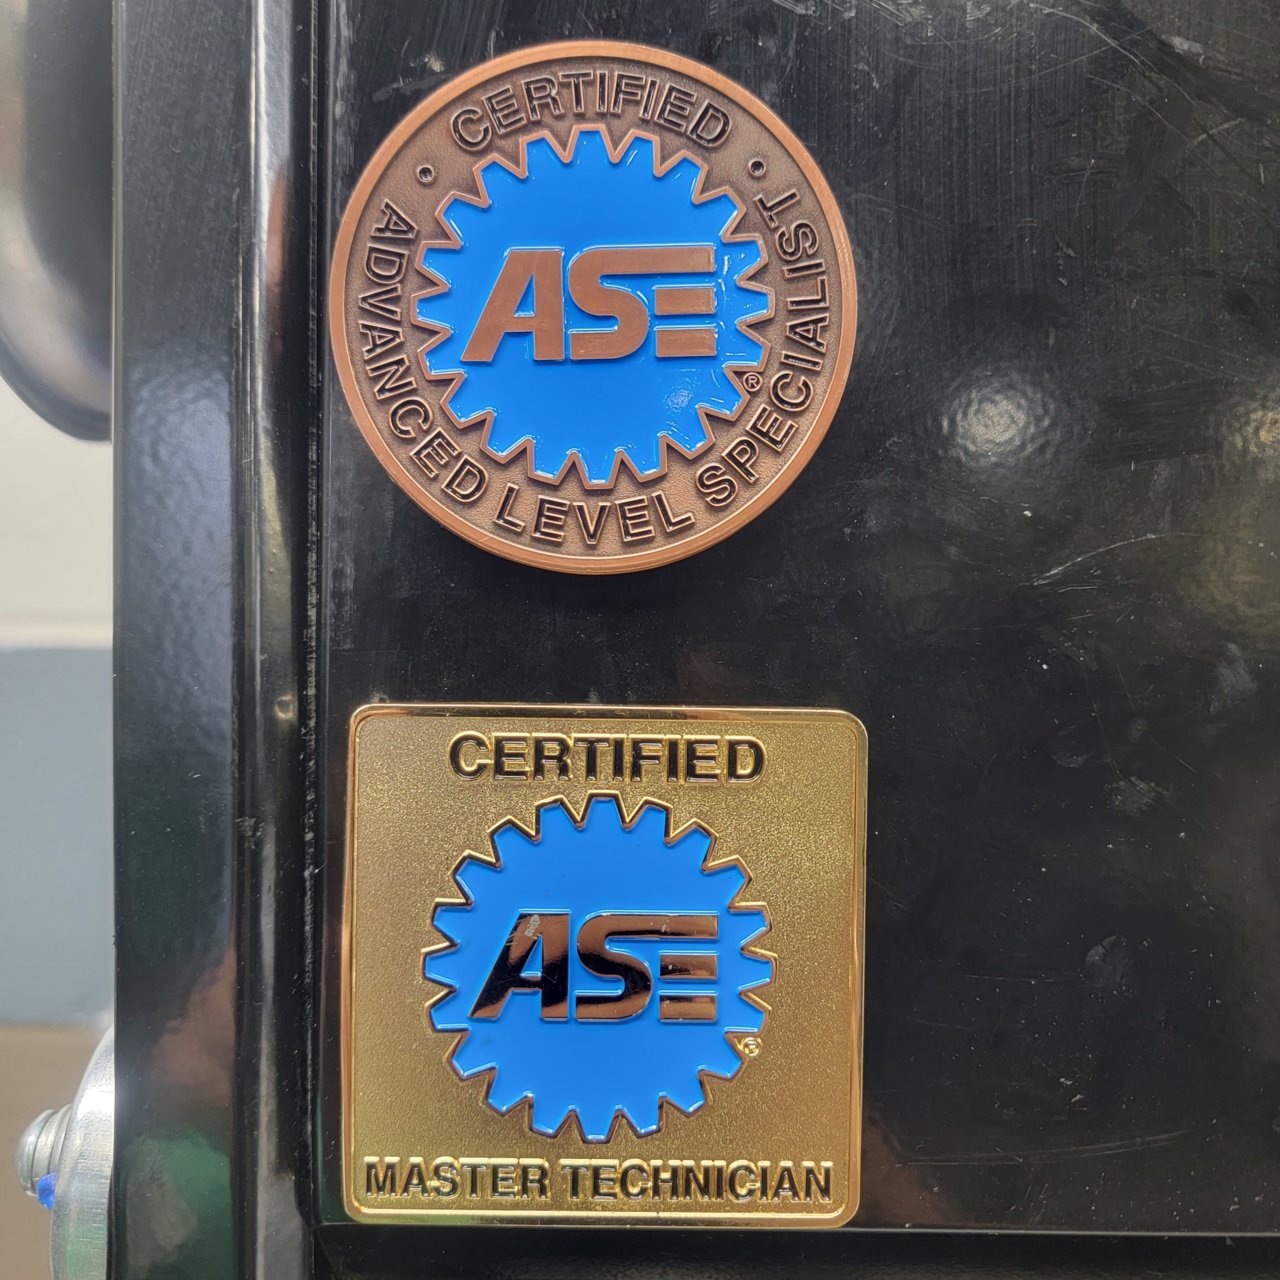 • CERTIFIED •
ASE®
ADVANCED LEVEL SPECIALIST
CERTIFIED
ASE®
MASTER TECHNICIAN